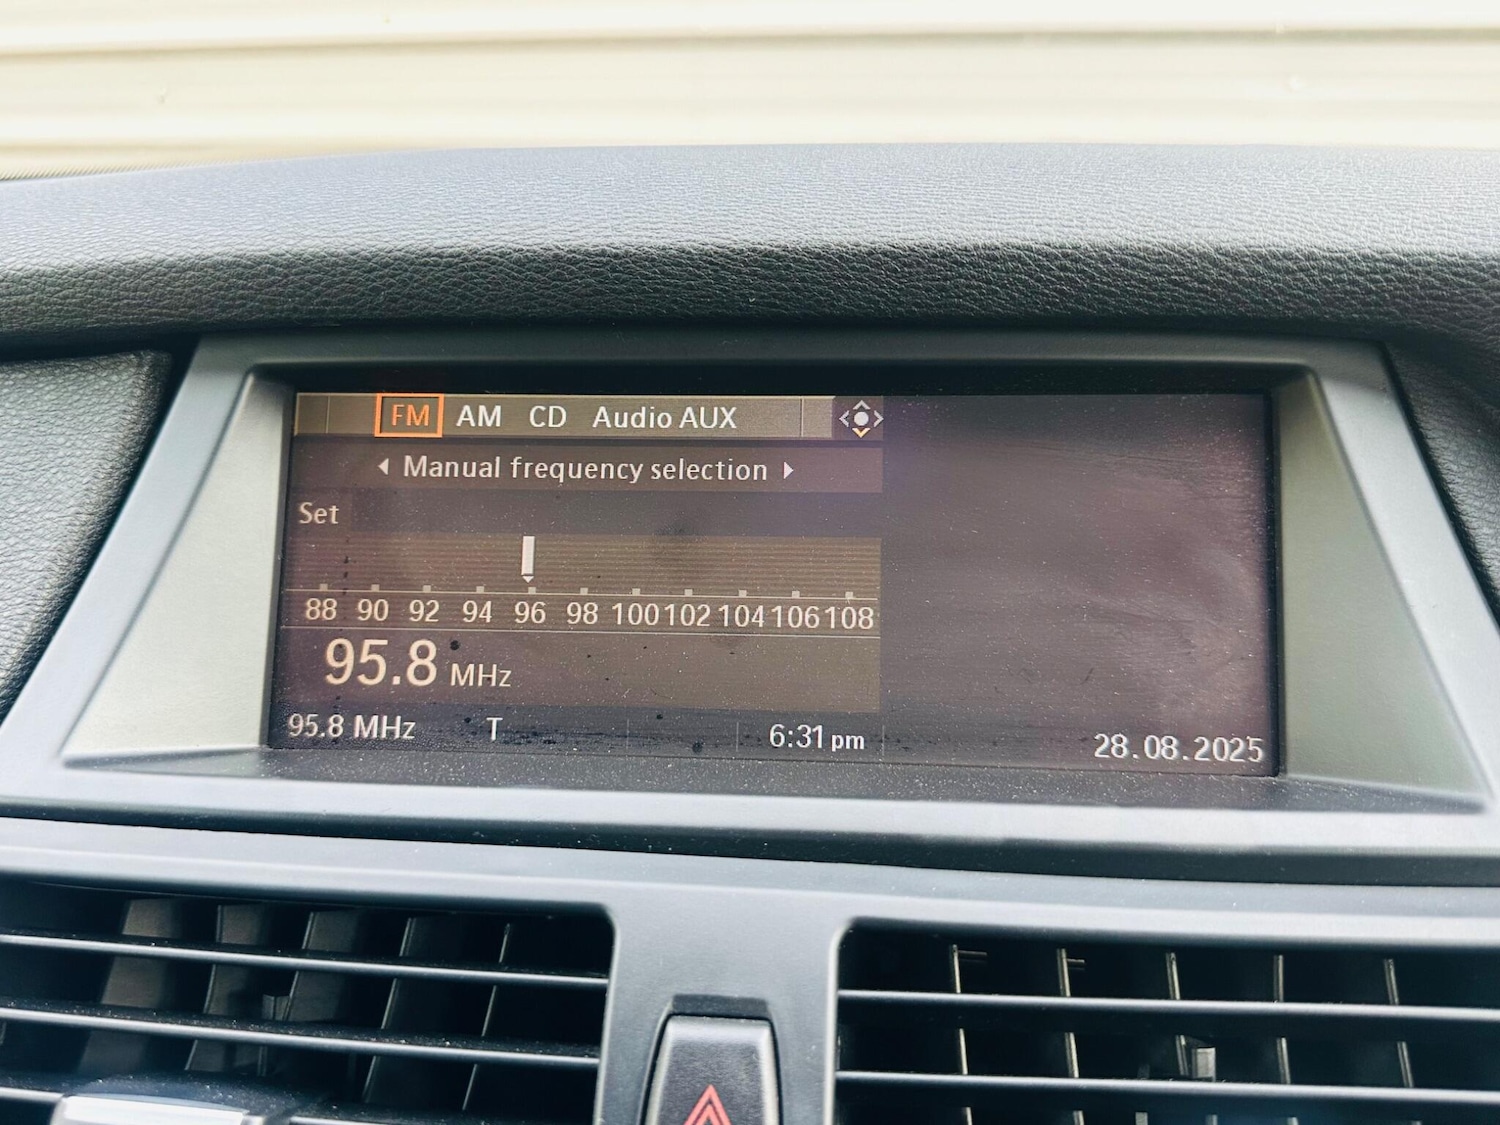 FM AM CD Audio AUX
Manual frequency selection
Set
88 90 92 94 96 98 100 102 104 106 108
95.8 MHz
95.8 MHz T 6:31 pm 28.08.2025